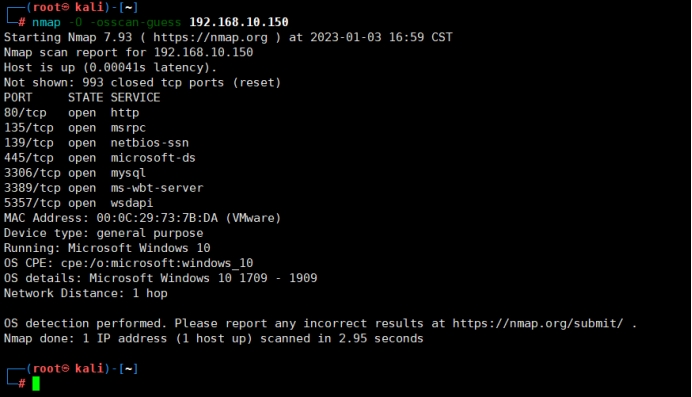 ┌──(root㉿ kali)-[~]
└─# nmap -O -osscan-guess 192.168.10.150
Starting Nmap 7.93 ( https://nmap.org ) at 2023-01-03 16:59 CST
Nmap scan report for 192.168.10.150
Host is up (0.00041s latency).
Not shown: 993 closed tcp ports (reset)
PORT     STATE SERVICE
80/tcp   open  http
135/tcp  open  msrpc
139/tcp  open  netbios-ssn
445/tcp  open  microsoft-ds
3306/tcp open  mysql
3389/tcp open  ms-wbt-server
5357/tcp open  wsdapi
MAC Address: 00:0C:29:73:7B:DA (VMware)
Device type: general purpose
Running: Microsoft Windows 10
OS CPE: cpe:/o:microsoft:windows_10
OS details: Microsoft Windows 10 1709 - 1909
Network Distance: 1 hop
OS detection performed. Please report any incorrect results at https://nmap.org/submit/ .
Nmap done: 1 IP address (1 host up) scanned in 2.95 seconds
┌──(root㉿ kali)-[~]
└─#